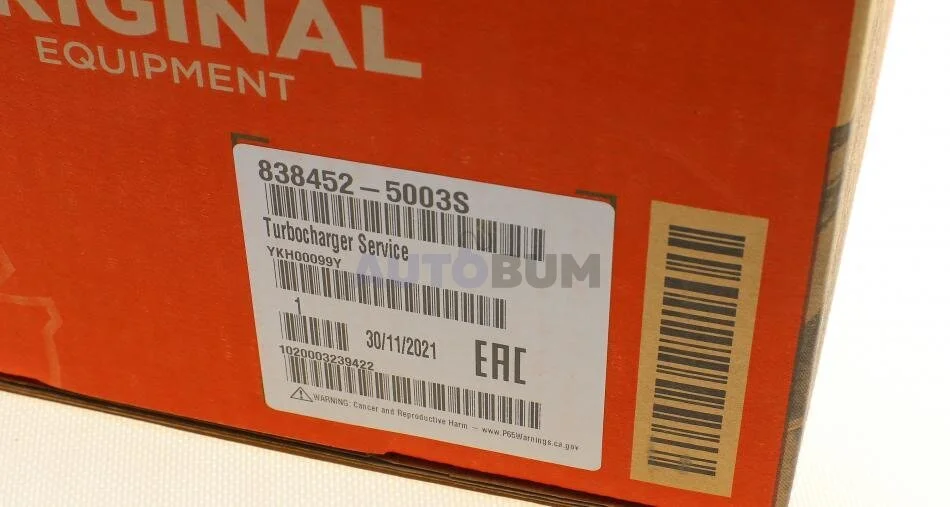 RIGINAL
EQUIPMENT
838452-5003S
Turbocharger Service
YKH00099Y
AUTOBUM
1
30/11/2021
EAC
1020003239422
WARNING: Cancer and Reproductive Harm - www.P65Warnings.ca.gov